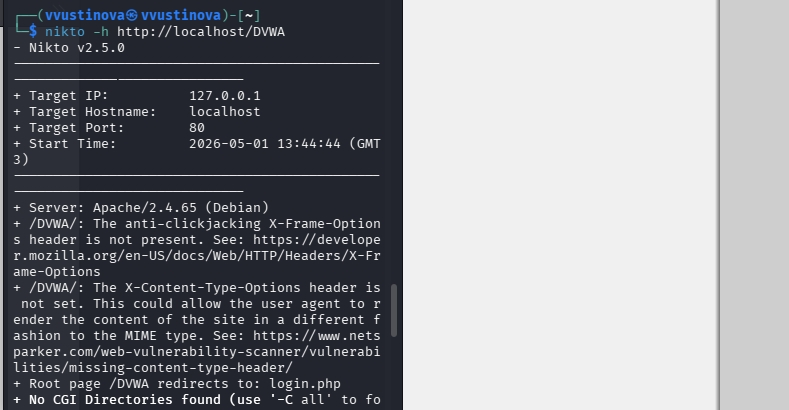 ┌──(vvustinova㉿vvustinova)-[~]
└─$ nikto -h http://localhost/DVWA
- Nikto v2.5.0
---------------------------------------------------------------------------
+ Target IP:          127.0.0.1
+ Target Hostname:    localhost
+ Target Port:        80
+ Start Time:         2026-05-01 13:44:44 (GMT
3)
---------------------------------------------------------------------------
+ Server: Apache/2.4.65 (Debian)
+ /DVWA/: The anti-clickjacking X-Frame-Option
s header is not present. See: https://develope
r.mozilla.org/en-US/docs/Web/HTTP/Headers/X-Fr
ame-Options
+ /DVWA/: The X-Content-Type-Options header is
 not set. This could allow the user agent to r
ender the content of the site in a different f
ashion to the MIME type. See: https://www.nets
parker.com/web-vulnerability-scanner/vulnerabi
lities/missing-content-type-header/
+ Root page /DVWA redirects to: login.php
+ No CGI Directories found (use '-C all' to fo